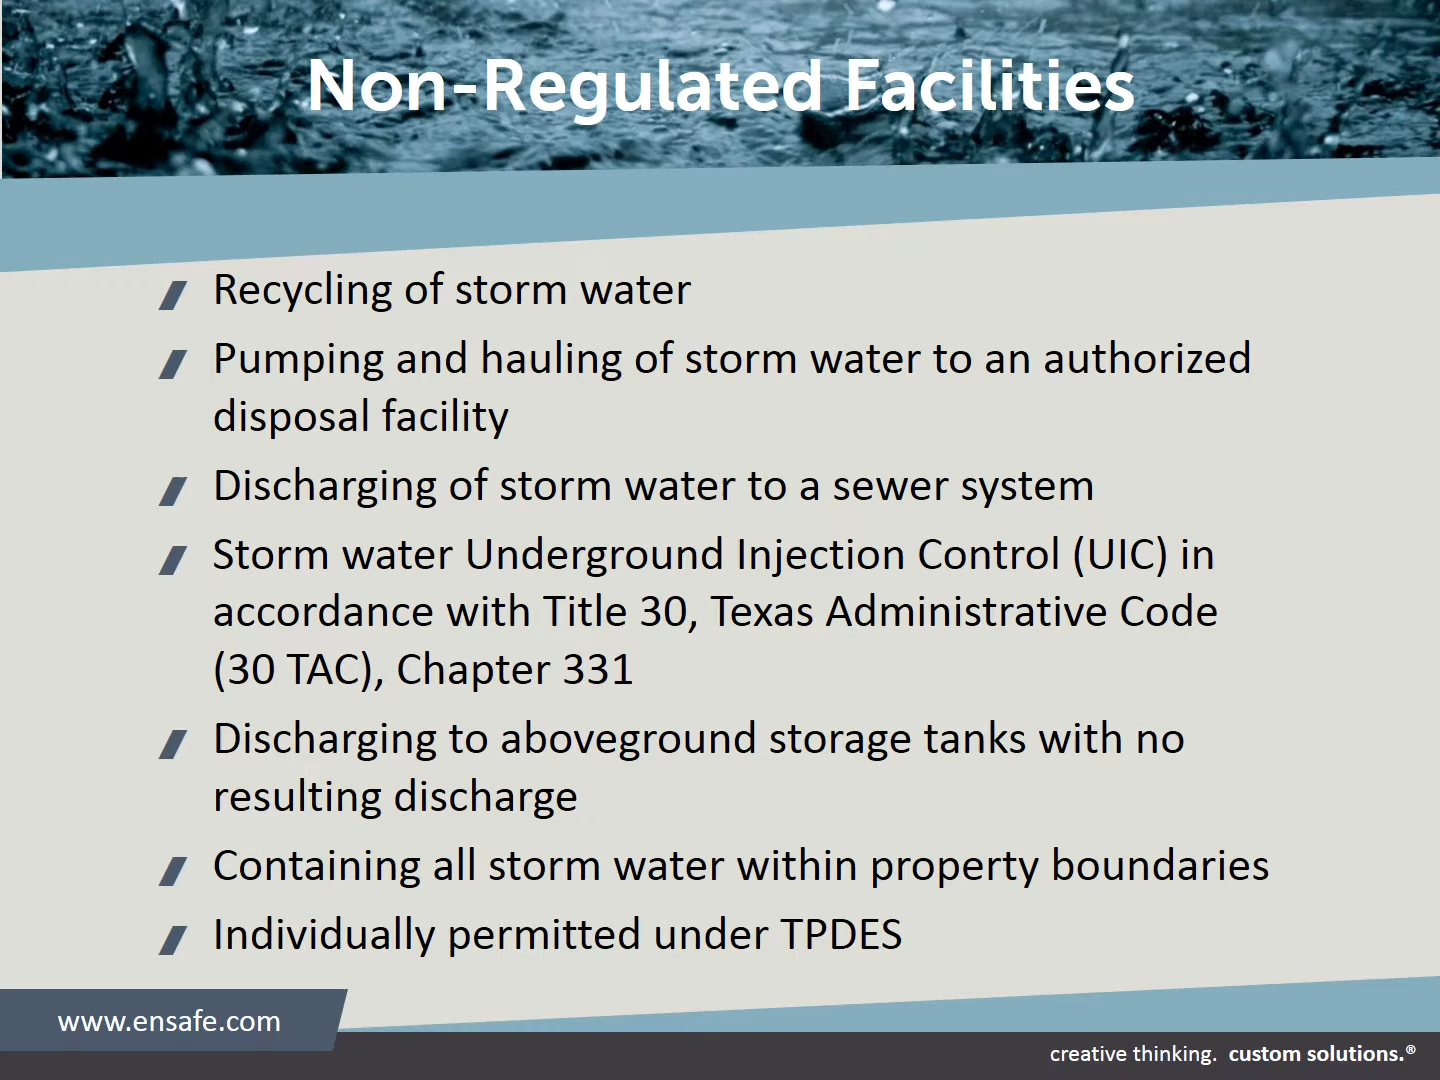 Non-Regulated Facilities
Recycling of storm water
Pumping and hauling of storm water to an authorized
disposal facility
Discharging of storm water to a sewer system
Storm water Underground Injection Control (UIC) in
accordance with Title 30, Texas Administrative Code
(30 TAC), Chapter 331
Discharging to aboveground storage tanks with no
resulting discharge
Containing all storm water within property boundaries
Individually permitted under TPDES
www.ensafe.com
creative thinking. custom solutions.®